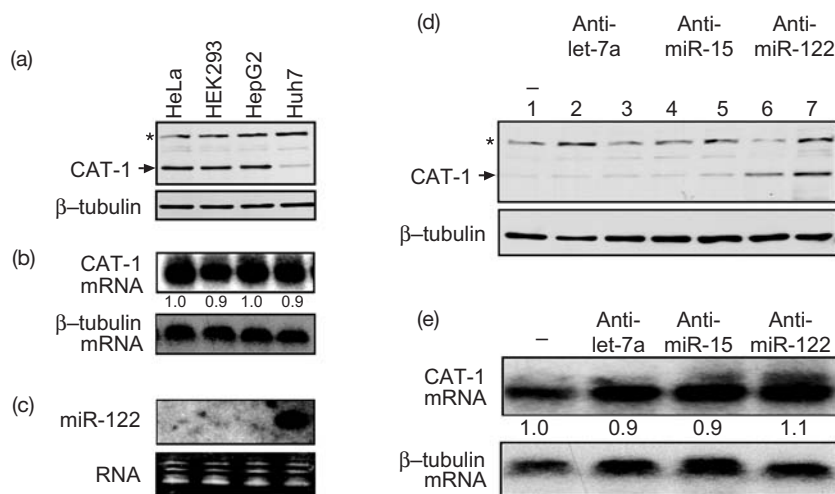 (a)
HeLa HEK293 HepG2 Huh7
*
CAT-1
β–tubulin
(b)
CAT-1
mRNA
1.0 0.9 1.0 0.9
β–tubulin
mRNA
(c)
miR-122
RNA
(d)
Anti-
let-7a
Anti-
miR-15
Anti-
miR-122
–
1 2 3 4 5 6 7
*
CAT-1
β–tubulin
(e)
–
Anti-
let-7a
Anti-
miR-15
Anti-
miR-122
CAT-1
mRNA
1.0 0.9 0.9 1.1
β–tubulin
mRNA